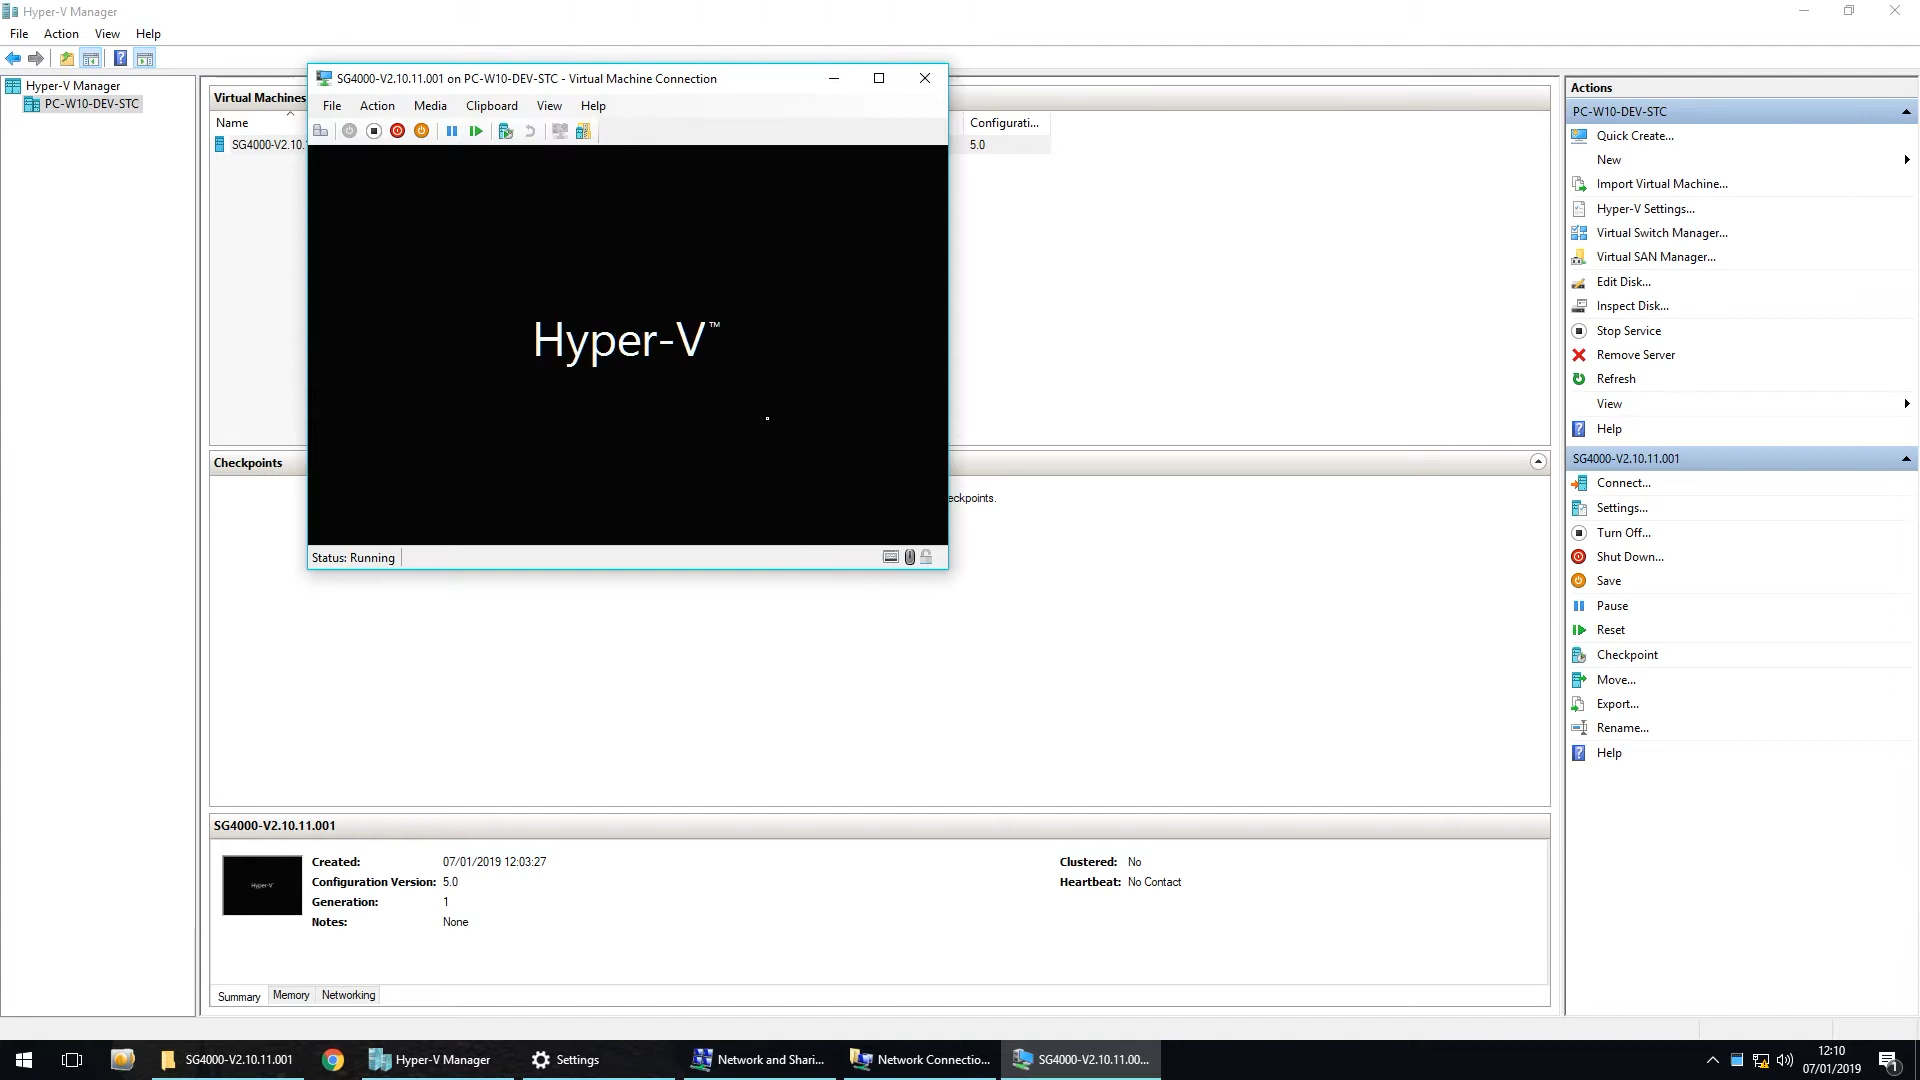 Hyper-V Manager
File Action View Help
Hyper-V Manager
PC-W10-DEV-STC
Virtual Machines
Name
Configurati...
SG4000-V2.10.
5.0
SG4000-V2.10.11.001 on PC-W10-DEV-STC - Virtual Machine Connection
File Action Media Clipboard View Help
Hyper-V™
Status: Running
Checkpoints
eckpoints.
SG4000-V2.10.11.001
Hyper-V
Created: 07/01/2019 12:03:27
Configuration Version: 5.0
Generation: 1
Notes: None
Clustered: No
Heartbeat: No Contact
Summary Memory Networking
Actions
PC-W10-DEV-STC
Quick Create...
New
Import Virtual Machine...
Hyper-V Settings...
Virtual Switch Manager...
Virtual SAN Manager...
Edit Disk...
Inspect Disk...
Stop Service
Remove Server
Refresh
View
Help
SG4000-V2.10.11.001
Connect...
Settings...
Turn Off...
Shut Down...
Save
Pause
Reset
Checkpoint
Move...
Export...
Rename...
Help
SG4000-V2.10.11.001
Hyper-V Manager
Settings
Network and Shari...
Network Connectio...
SG4000-V2.10.11.00...
12:10
07/01/2019
1